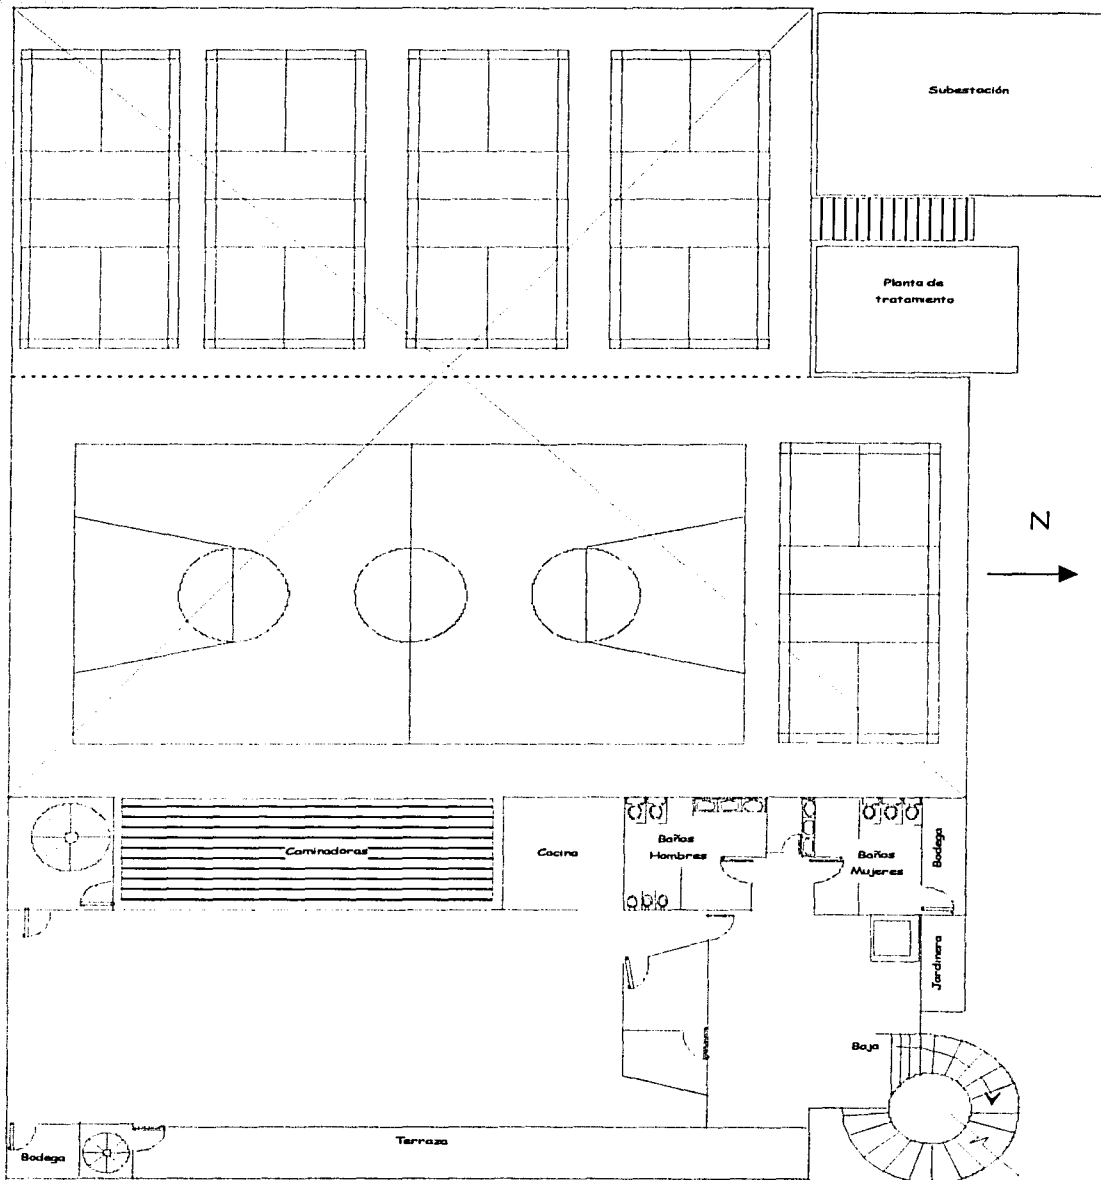 Subestación
Planta de
tratamiento
N
Caminadoras
Cocina
Baños
Hombres
Baños
Mujeres
Bodega
Jardinera
Baja
Terraza
Bodega